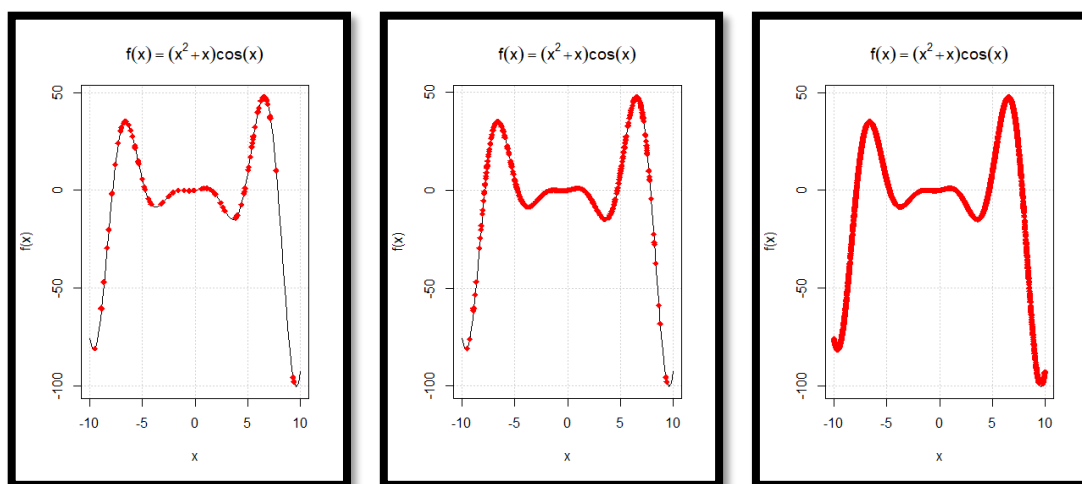 f(x) = (x²+x)cos(x)
50
0
-50
-100
f(x)
-10 -5 0 5 10
x
f(x) = (x²+x)cos(x)
50
0
-50
-100
f(x)
-10 -5 0 5 10
x
f(x) = (x²+x)cos(x)
50
0
-50
-100
f(x)
-10 -5 0 5 10
x